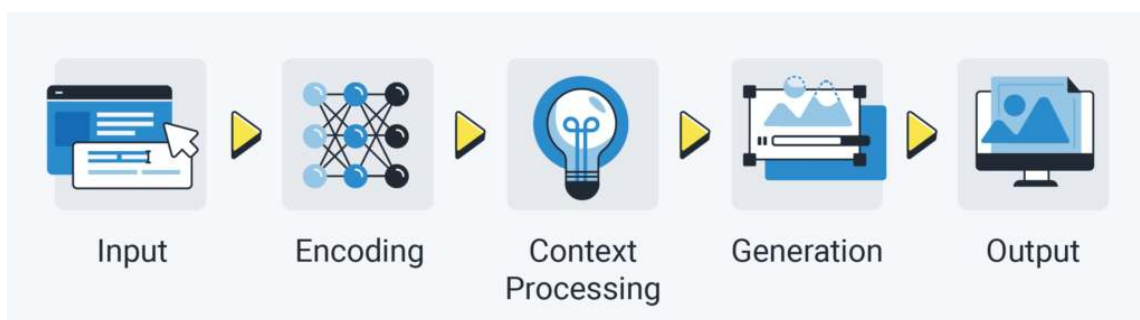 Input
Encoding
Context
Processing
Generation
Output